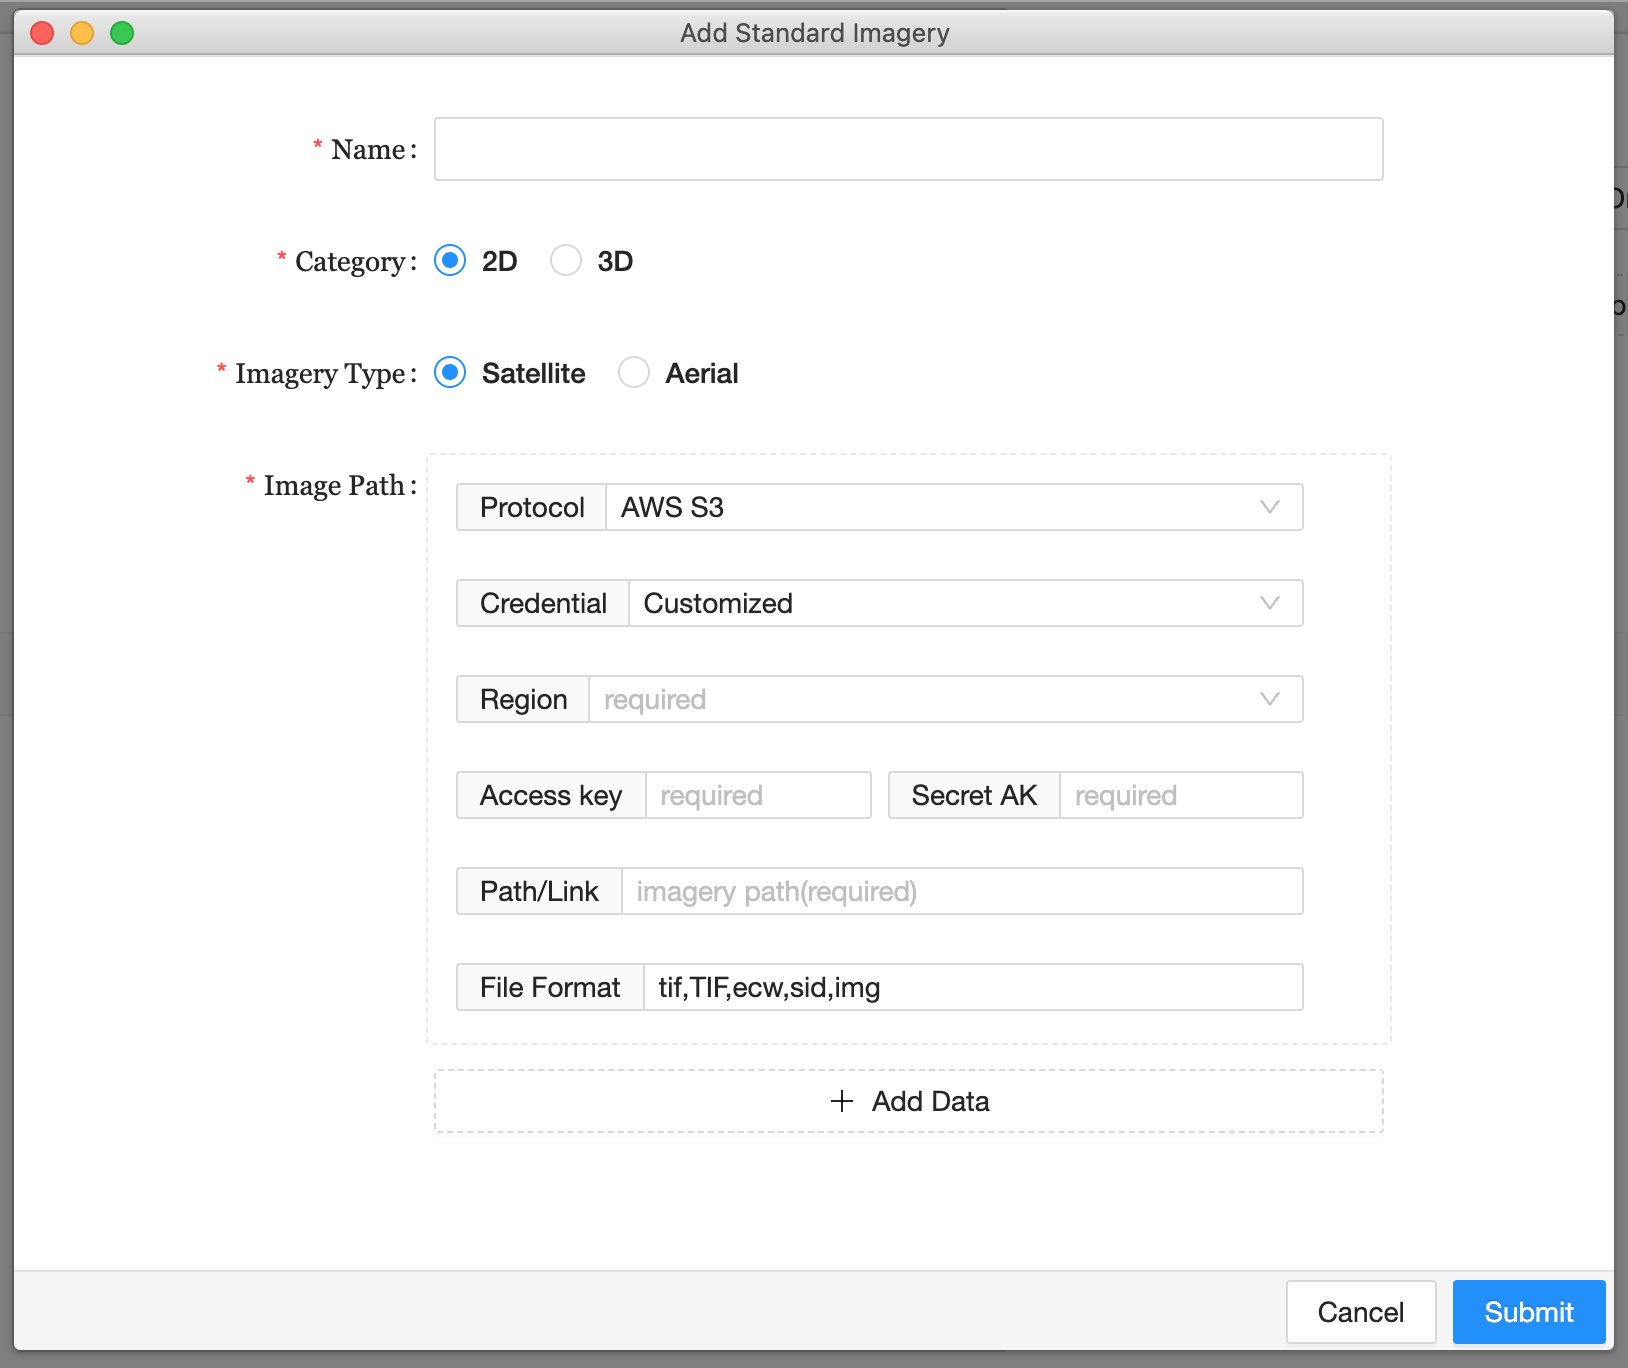 Add Standard Imagery
* Name:
* Category: 2D 3D
* Imagery Type: Satellite Aerial
* Image Path:
Protocol AWS S3
Credential Customized
Region required
Access key required Secret AK required
Path/Link imagery path(required)
File Format tif,TIF,ecw,sid,img
+ Add Data
Cancel Submit